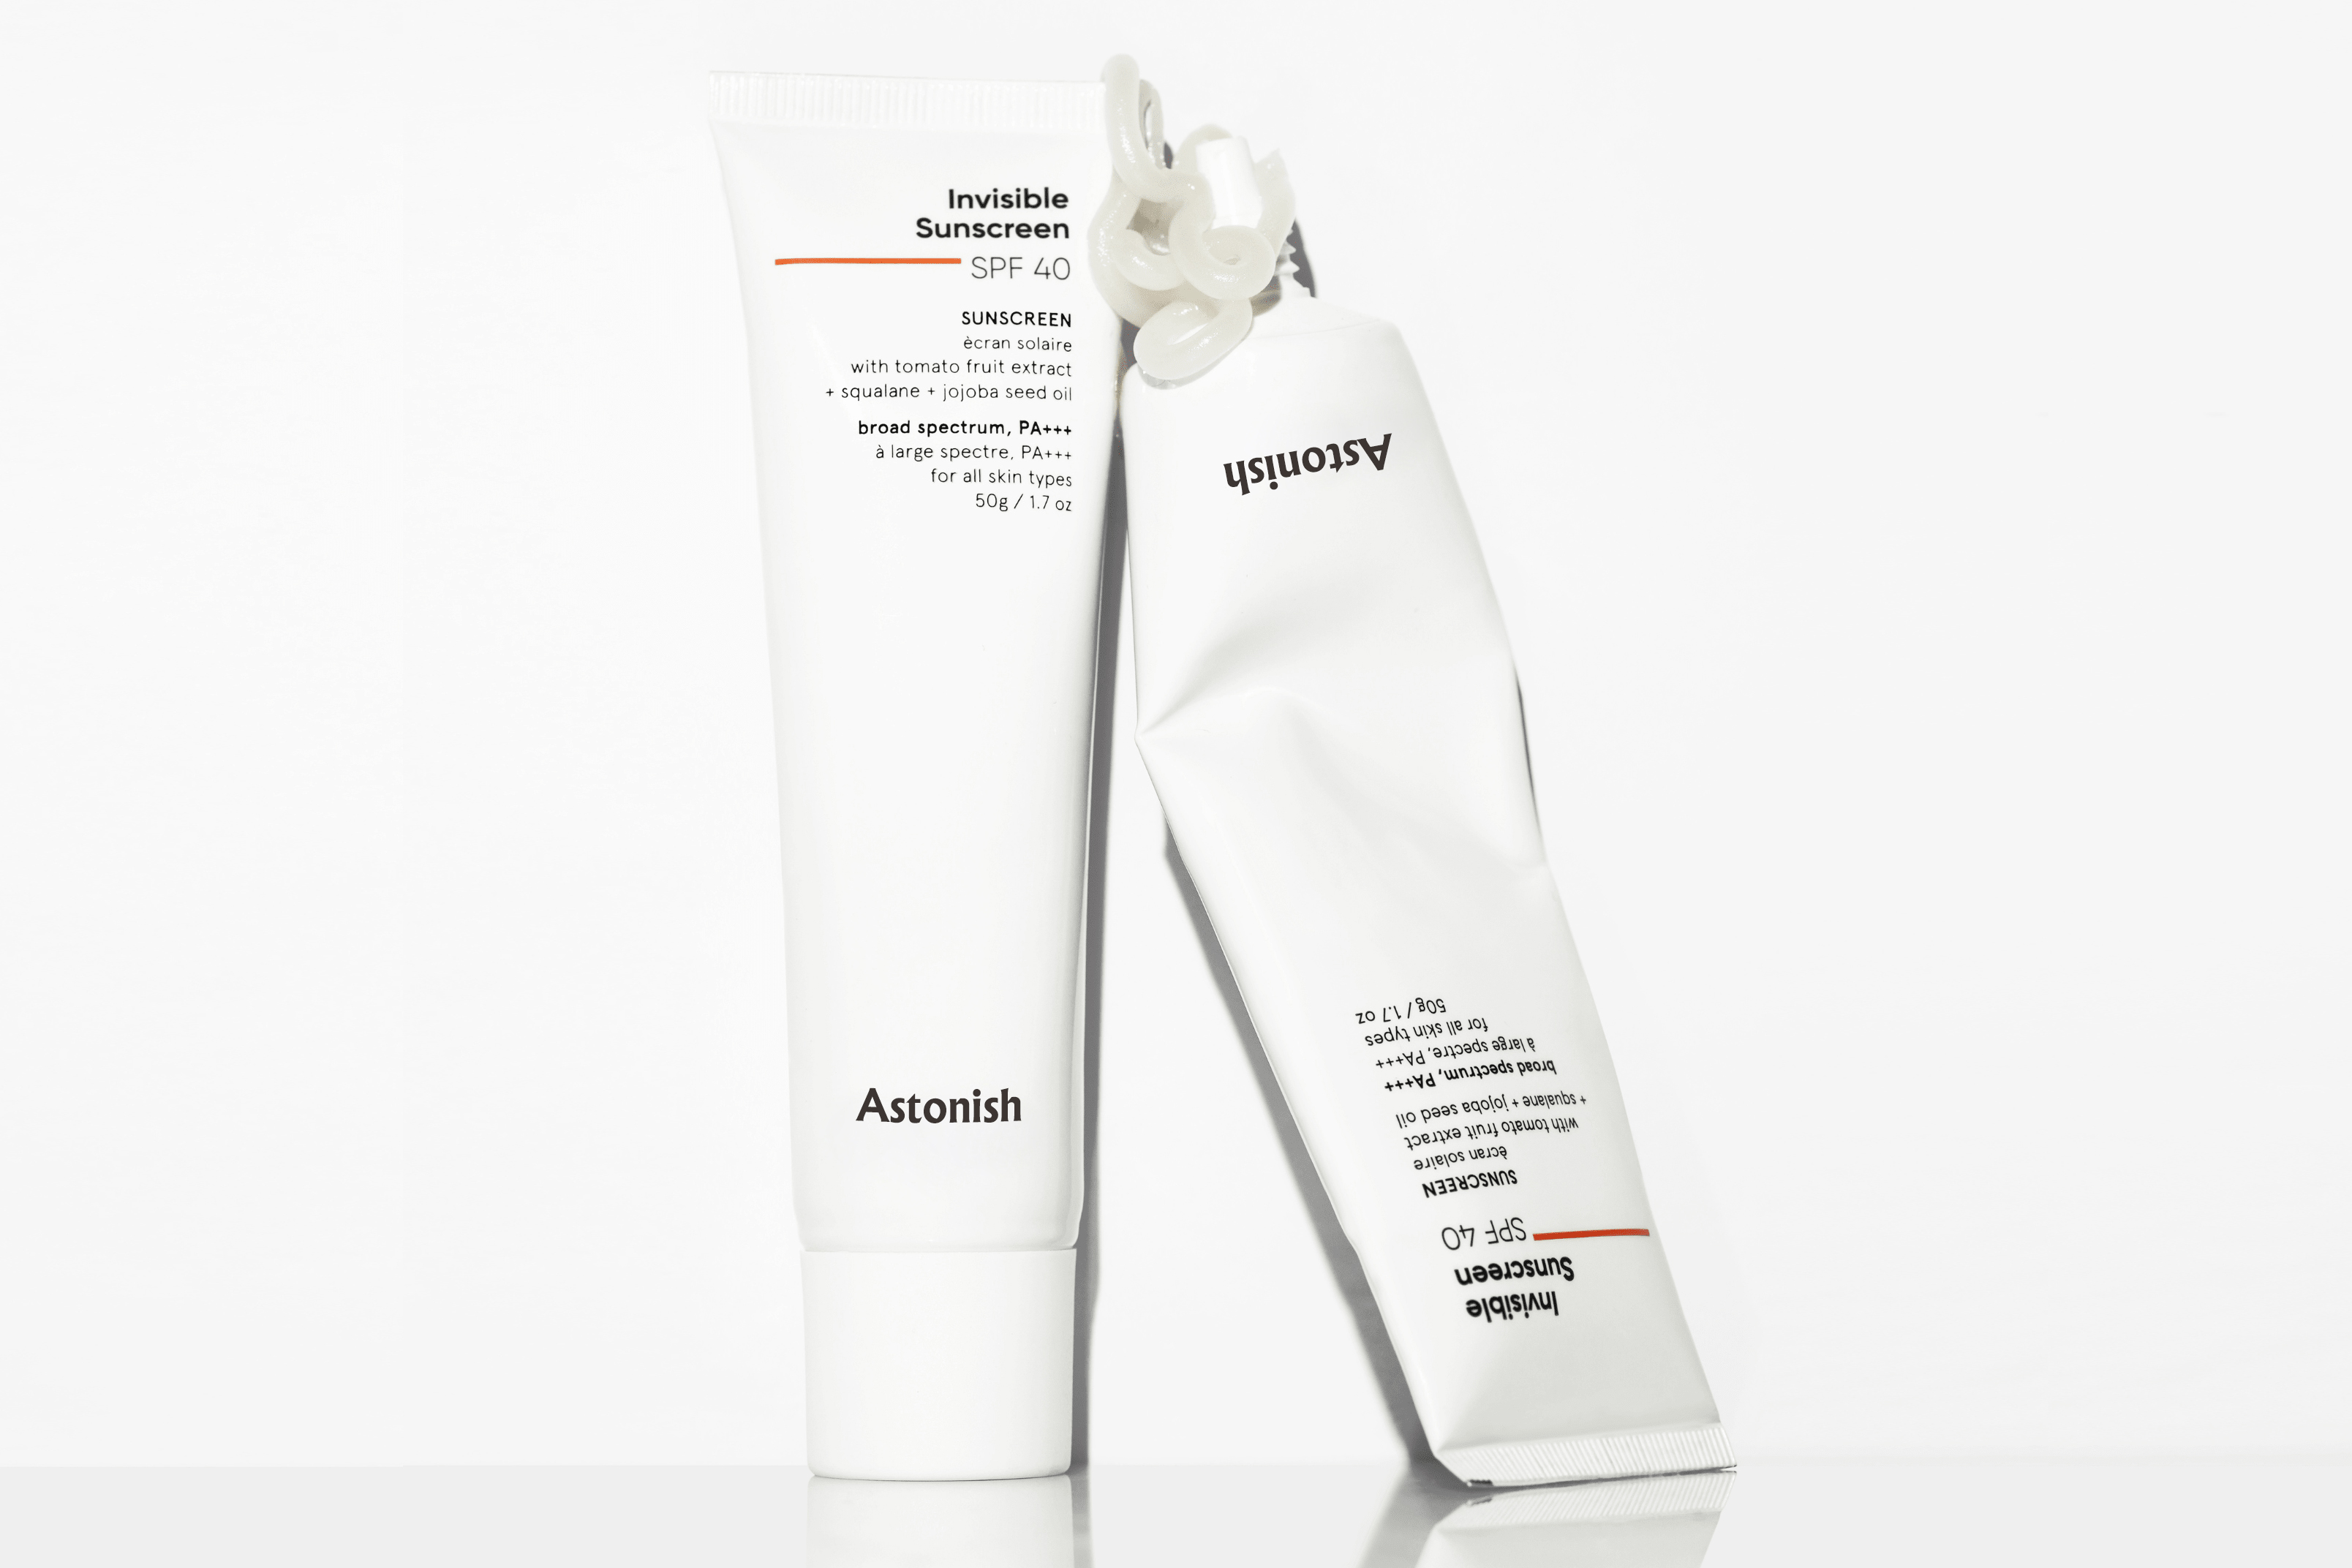 Invisible
Sunscreen
SPF 40
SUNSCREEN
ècran solaire
with tomato fruit extract
+ squalane + jojoba seed oil
broad spectrum, PA+++
à large spectre, PA+++
for all skin types
50g / 1.7 oz
Astonish
Invisible
Sunscreen
SPF 40
SUNSCREEN
ècran solaire
with tomato fruit extract
+ squalane + jojoba seed oil
broad spectrum, PA+++
à large spectre, PA+++
for all skin types
50g / 1.7 oz
Astonish